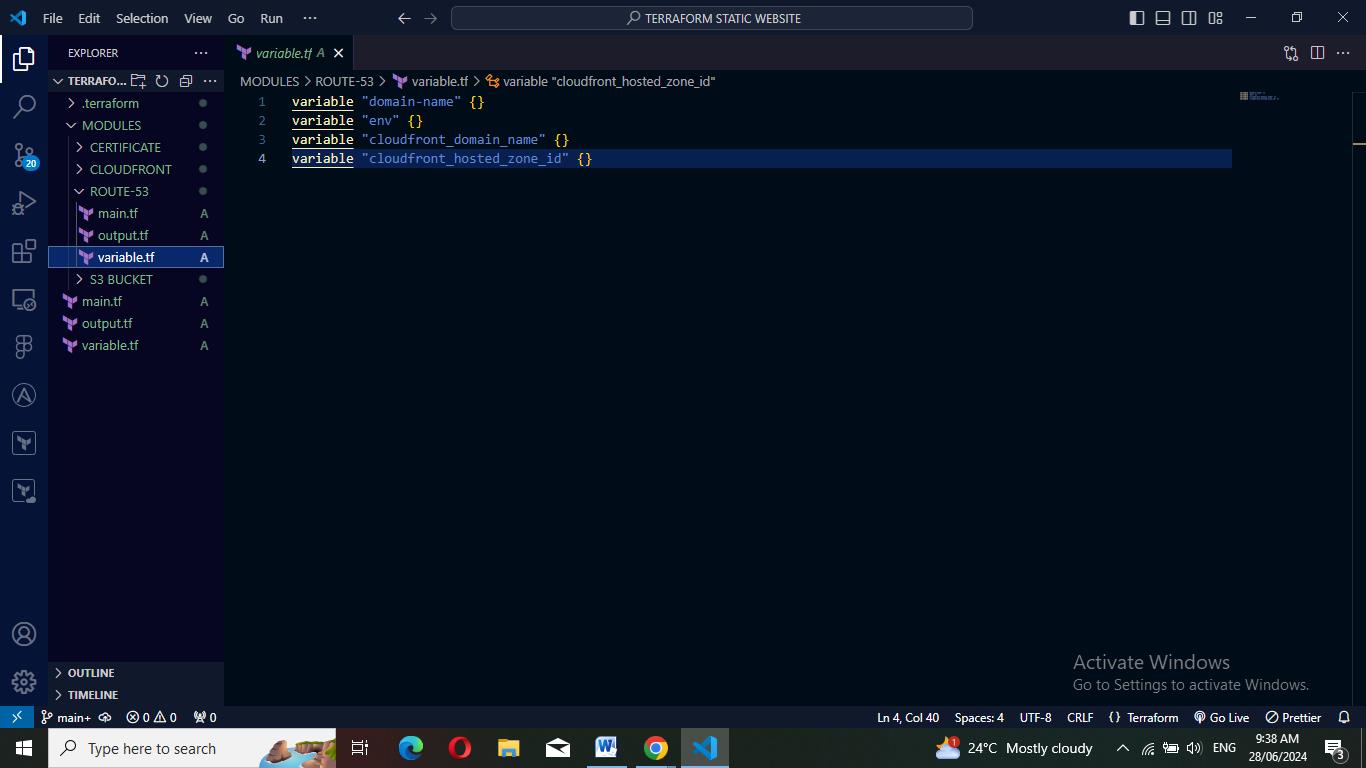 File Edit Selection View Go Run ···
TERRAFORM STATIC WEBSITE
EXPLORER
TERRAFO...
.terraform
MODULES
CERTIFICATE
CLOUDFRONT
ROUTE-53
main.tf A
output.tf A
variable.tf A
S3 BUCKET
main.tf A
output.tf A
variable.tf A
OUTLINE
TIMELINE
20
variable.tf A
MODULES > ROUTE-53 > variable.tf > variable "cloudfront_hosted_zone_id"
1 variable "domain-name" {}
2 variable "env" {}
3 variable "cloudfront_domain_name" {}
4 variable "cloudfront_hosted_zone_id" {}
Activate Windows
Go to Settings to activate Windows.
main+ 0 0 0
Ln 4, Col 40 Spaces: 4 UTF-8 CRLF {} Terraform Go Live Prettier
Type here to search
1 24°C Mostly cloudy ENG
9:38 AM
28/06/2024
3